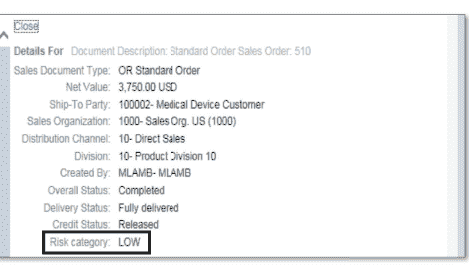 Close
Details For Document Description: Standard Order Sales Order: 510
Sales Document Type: OR Standard Order
Net Value: 3,750.00 USD
Ship-To Party: 100002- Medical Device Customer
Sales Organization: 1000- Sales Org. US (1000)
Distribution Channel: 10- Direct Sales
Division: 10- Product Division 10
Created By: MLAMB- MLAMB
Overall Status: Completed
Delivery Status: Fully delivered
Credit Status: Released
Risk category: LOW